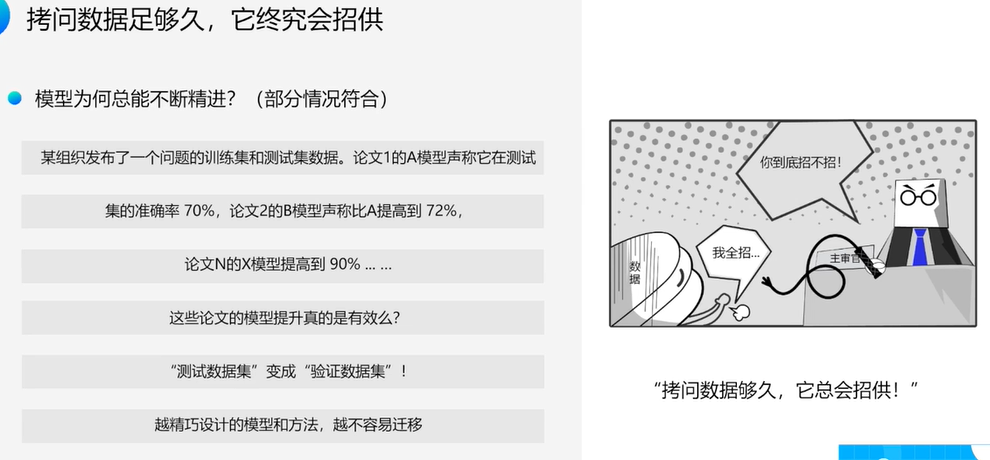 拷问数据足够久，它终究会招供
模型为何总能不断精进？（部分情况符合）
某组织发布了一个问题的训练集和测试集数据。论文1的A模型声称它在测试
集的准确率 70%，论文2的B模型声称比A提高到 72%，
论文N的X模型提高到 90% ... ...
这些论文的模型提升真的是有效么？
“测试数据集”变成“验证数据集”！
越精巧设计的模型和方法，越不容易迁移
你到底招不招！
我全招...
数据
主审官
“拷问数据够久，它总会招供！”